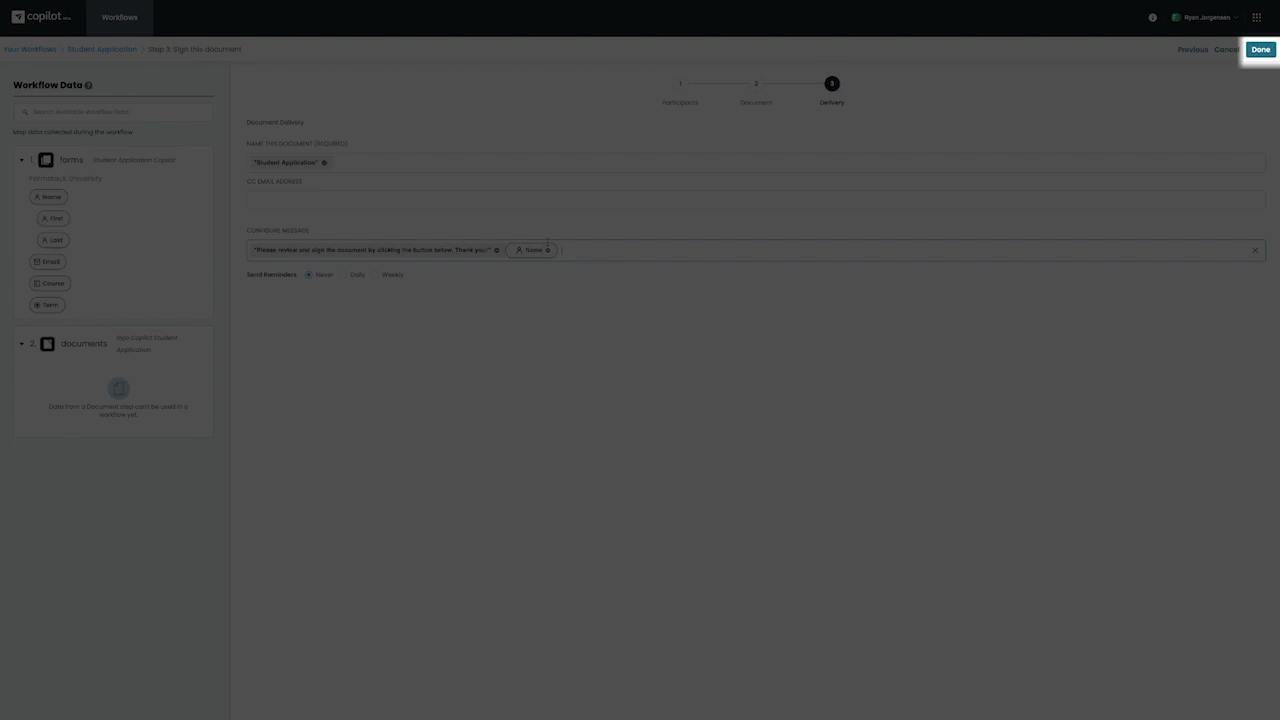 copilot
Workflows
Ryan Jorgensen
Your Workflows > Student Application > Step 3: Sign this document
Previous Cancel Done
Workflow Data
Search Available Workflow Data
Map data collected during the workflow
1. forms Student Application Copilot
Formstack University
Name
First
Last
Email
Course
Term
2. documents
Copilot Student
Application
Data from a Document step can't be used in a
workflow yet.
1 2 3
Participants Document Delivery
Document Delivery
NAME THIS DOCUMENT (REQUIRED)
"Student Application"
CC EMAIL ADDRESS
CONFIGURE MESSAGE
"Please review and sign the document by clicking the button below. Thank you!" Name
Send Reminders Never Daily Weekly